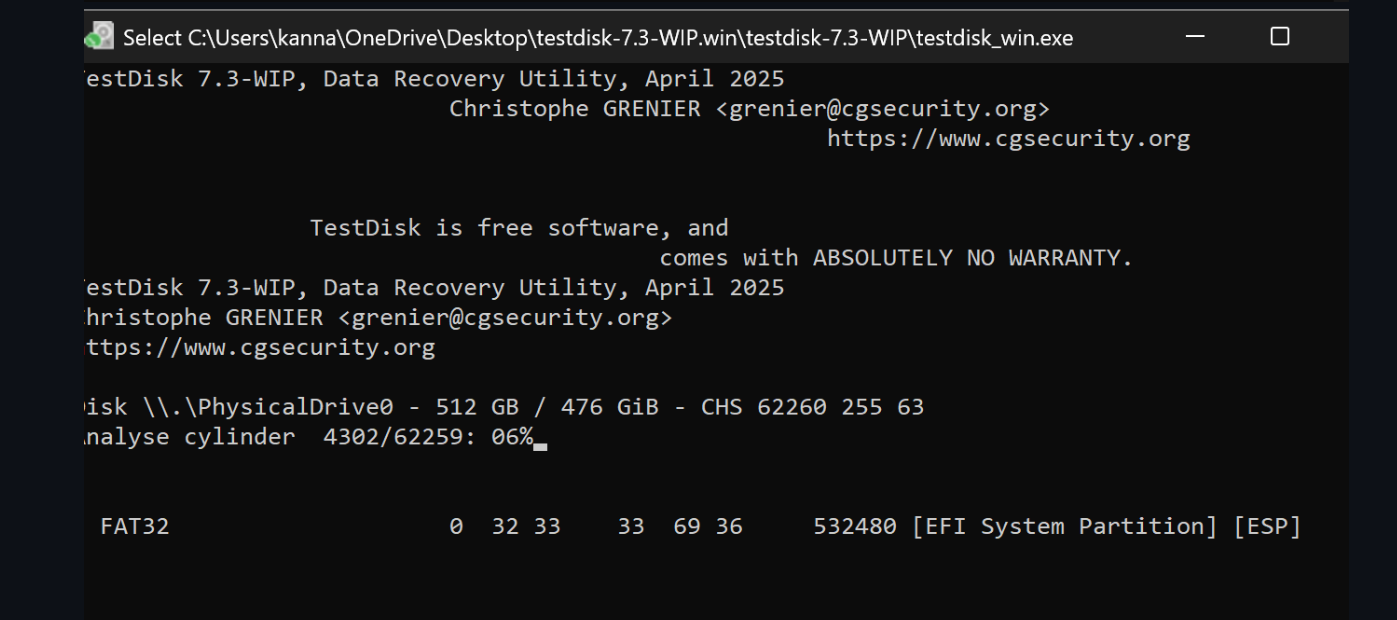 Select C:\Users\kanna\OneDrive\Desktop\testdisk-7.3-WIP.win\testdisk-7.3-WIP\testdisk_win.exe
estDisk 7.3-WIP, Data Recovery Utility, April 2025
Christophe GRENIER <grenier@cgsecurity.org>
https://www.cgsecurity.org
TestDisk is free software, and
comes with ABSOLUTELY NO WARRANTY.
estDisk 7.3-WIP, Data Recovery Utility, April 2025
hristophe GRENIER <grenier@cgsecurity.org>
ttps://www.cgsecurity.org
isk \\.\PhysicalDrive0 - 512 GB / 476 GiB - CHS 62260 255 63
nalyse cylinder 4302/62259: 06%
FAT32 0 32 33 33 69 36 532480 [EFI System Partition] [ESP]